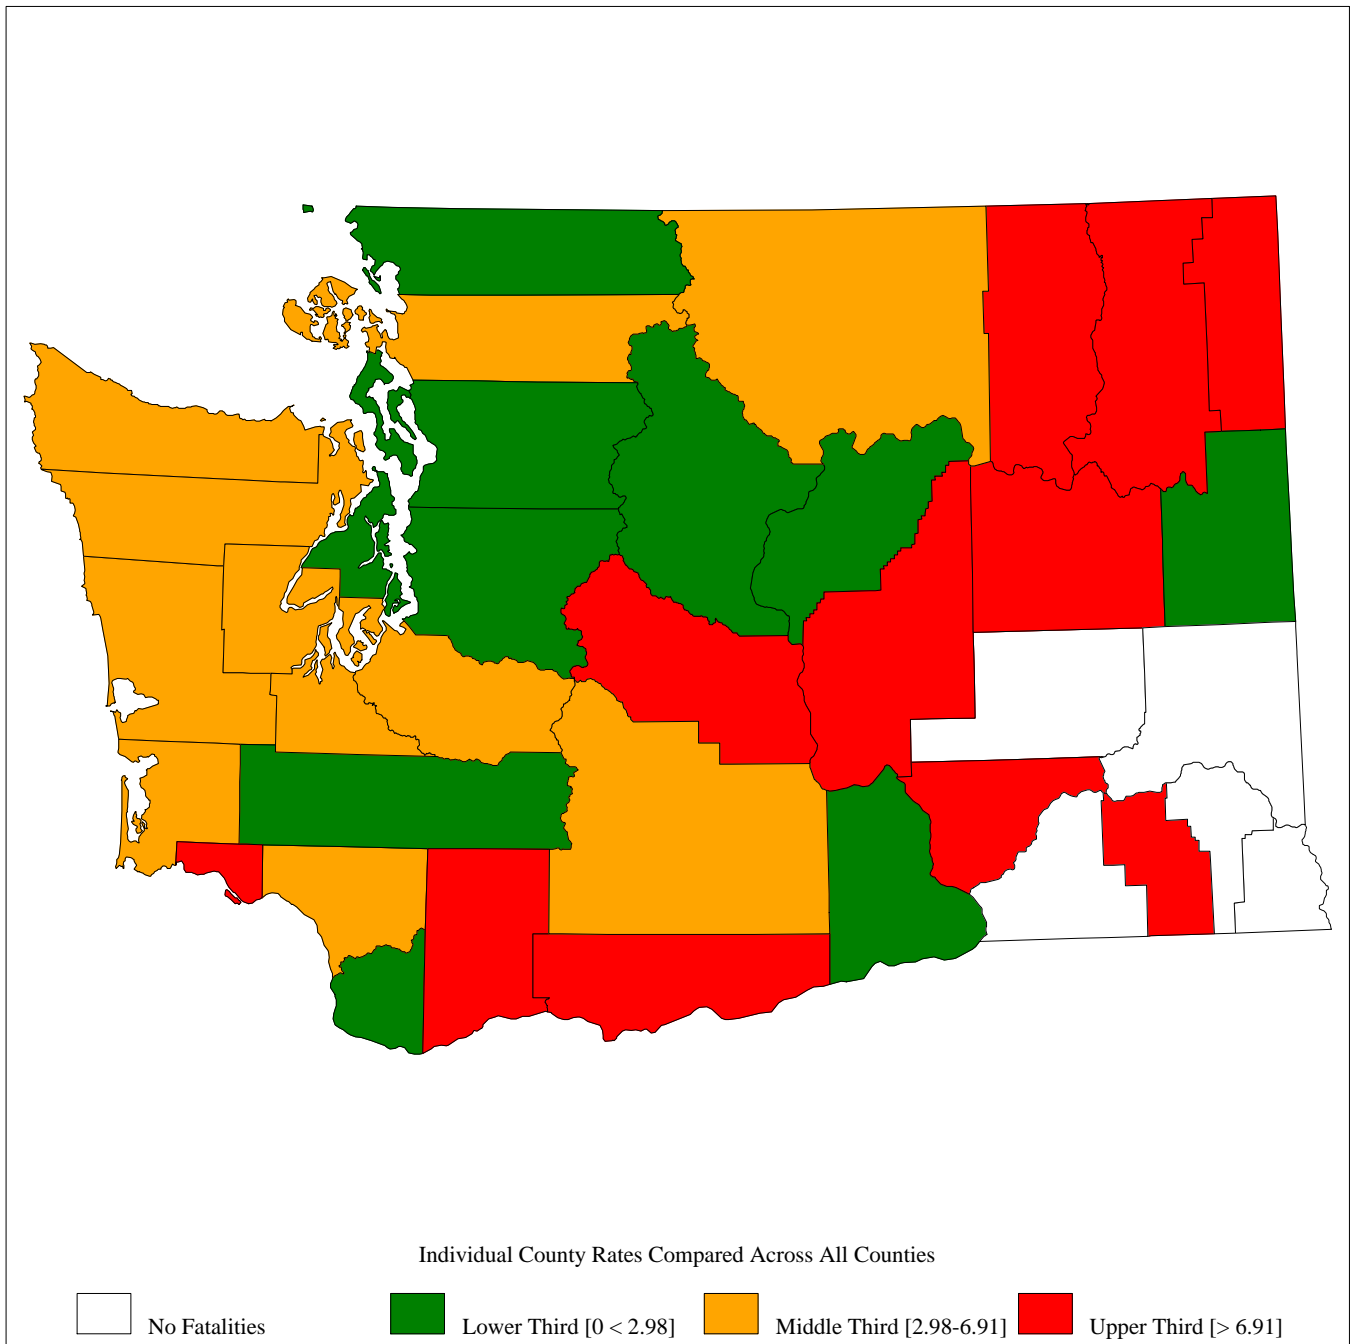 Individual County Rates Compared Across All Counties
No Fatalities Lower Third [0 < 2.98] Middle Third [2.98-6.91] Upper Third [> 6.91]